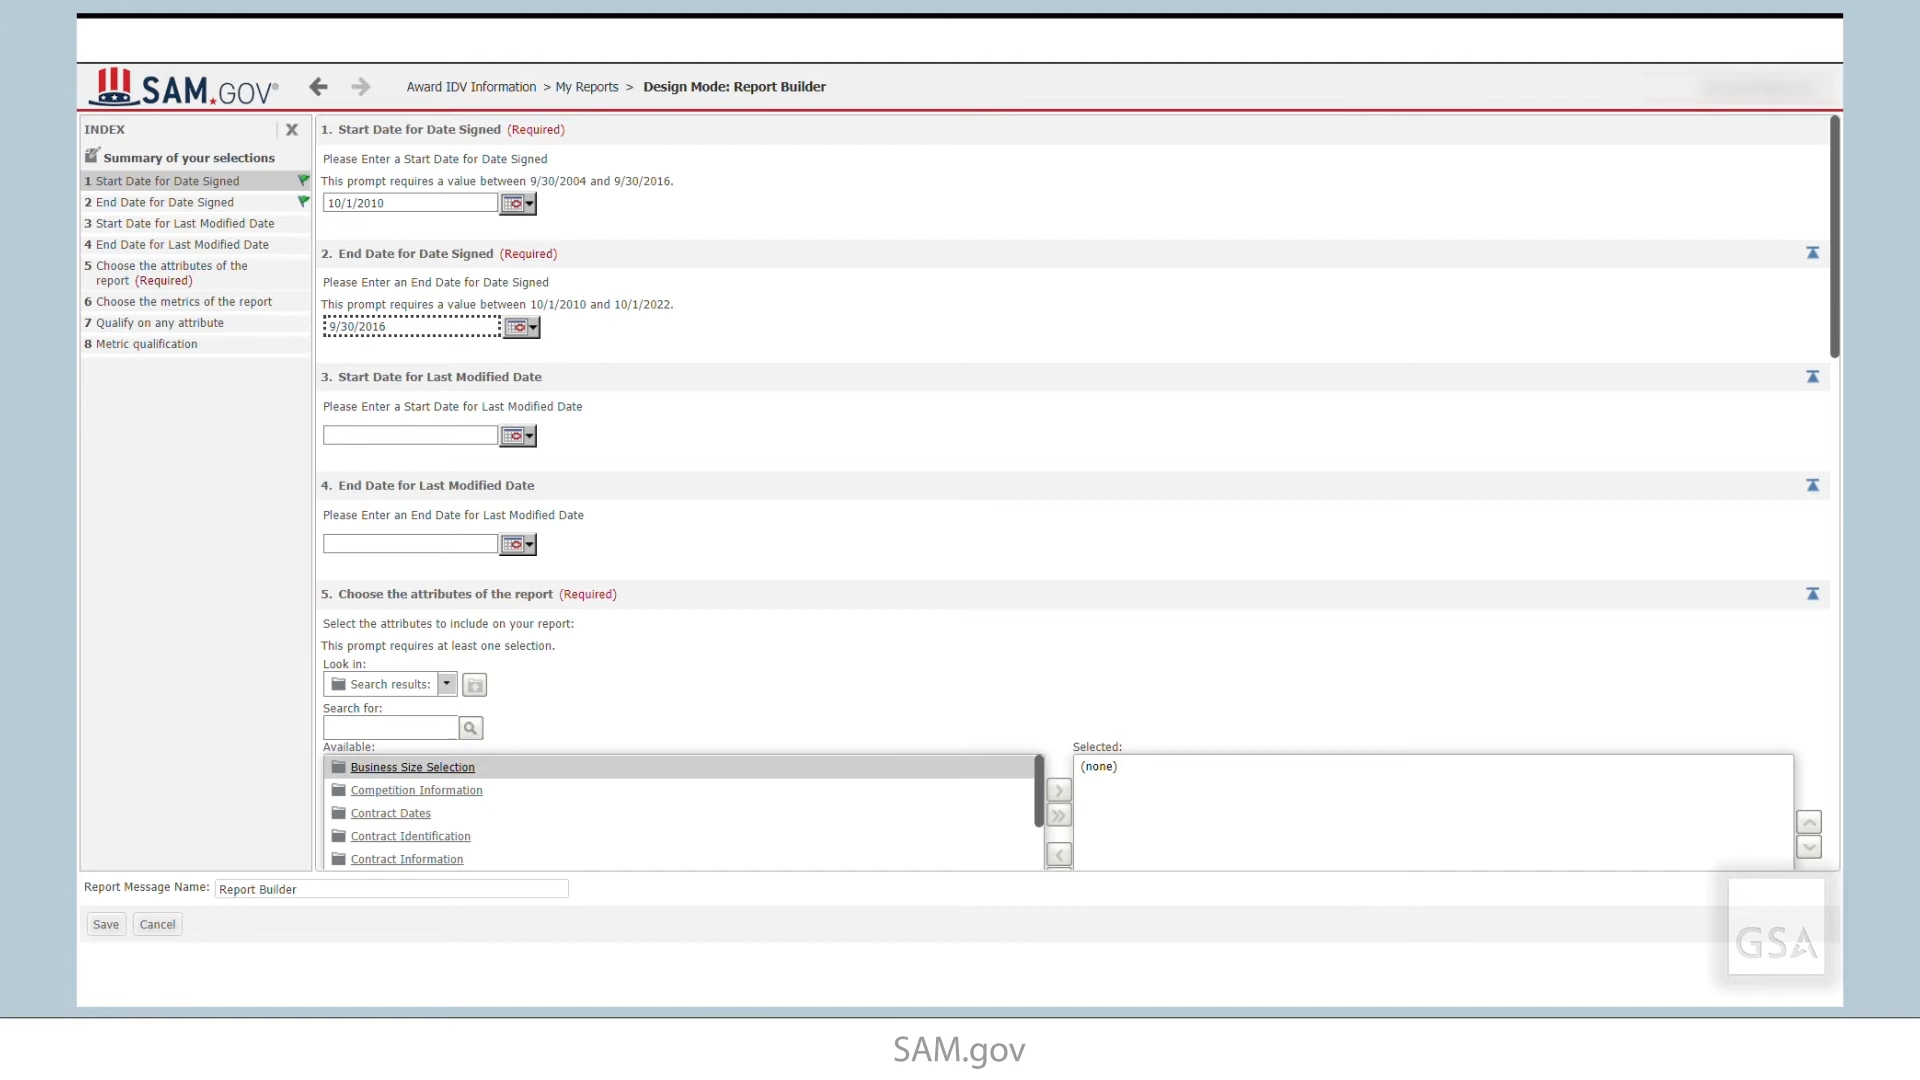 SAM.GOV®
Award IDV Information > My Reports > Design Mode: Report Builder
INDEX
Summary of your selections
1 Start Date for Date Signed
2 End Date for Date Signed
3 Start Date for Last Modified Date
4 End Date for Last Modified Date
5 Choose the attributes of the
report (Required)
6 Choose the metrics of the report
7 Qualify on any attribute
8 Metric qualification
1. Start Date for Date Signed (Required)
Please Enter a Start Date for Date Signed
This prompt requires a value between 9/30/2004 and 9/30/2016.
10/1/2010
2. End Date for Date Signed (Required)
Please Enter an End Date for Date Signed
This prompt requires a value between 10/1/2010 and 10/1/2022.
9/30/2016
3. Start Date for Last Modified Date
Please Enter a Start Date for Last Modified Date
4. End Date for Last Modified Date
Please Enter an End Date for Last Modified Date
5. Choose the attributes of the report (Required)
Select the attributes to include on your report:
This prompt requires at least one selection.
Look in:
Search results:
Search for:
Available:
Business Size Selection
Competition Information
Contract Dates
Contract Identification
Contract Information
Selected:
(none)
Report Message Name: Report Builder
Save Cancel
GSA
SAM.gov